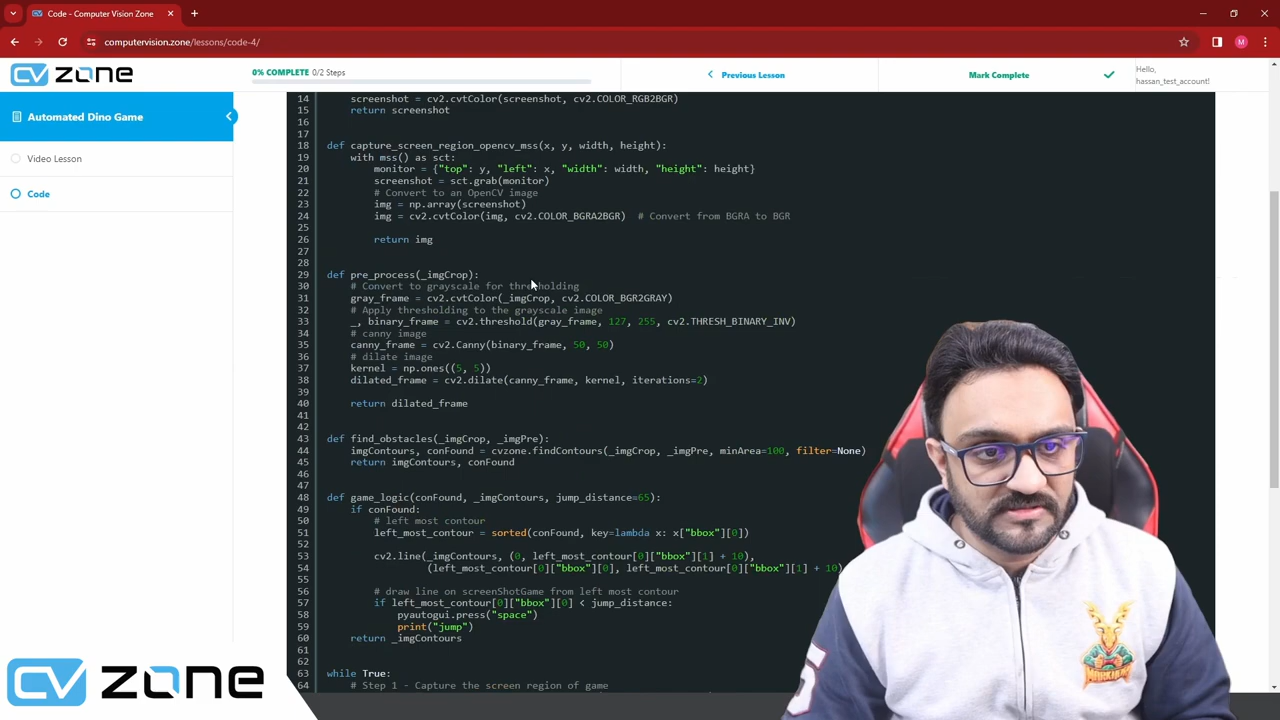 Code - Computer Vision Zone
computervision.zone/lessons/code-4/
M
CV ZONE
0% COMPLETE 0/2 Steps
Previous Lesson
Mark Complete
Hello,
hassan_test_account!
Automated Dino Game
Video Lesson
Code
14 screenshot = cv2.cvtColor(screenshot, cv2.COLOR_RGB2BGR)
15 return screenshot
16
17
18 def capture_screen_region_opencv_mss(x, y, width, height):
19 with mss() as sct:
20 monitor = {"top": y, "left": x, "width": width, "height": height}
21 screenshot = sct.grab(monitor)
22 # Convert to an OpenCV image
23 img = np.array(screenshot)
24 img = cv2.cvtColor(img, cv2.COLOR_BGRA2BGR) # Convert from BGRA to BGR
25
26 return img
27
28
29 def pre_process(_imgCrop):
30 # Convert to grayscale for thresholding
31 gray_frame = cv2.cvtColor(_imgCrop, cv2.COLOR_BGR2GRAY)
32 # Apply thresholding to the grayscale image
33 _, binary_frame = cv2.threshold(gray_frame, 127, 255, cv2.THRESH_BINARY_INV)
34 # canny image
35 canny_frame = cv2.Canny(binary_frame, 50, 50)
36 # dilate image
37 kernel = np.ones((5, 5))
38 dilated_frame = cv2.dilate(canny_frame, kernel, iterations=2)
39
40 return dilated_frame
41
42
43 def find_obstacles(_imgCrop, _imgPre):
44 imgContours, conFound = cvzone.findContours(_imgCrop, _imgPre, minArea=100, filter=None)
45 return imgContours, conFound
46
47
48 def game_logic(conFound, _imgContours, jump_distance=65):
49 if conFound:
50 # left most contour
51 left_most_contour = sorted(conFound, key=lambda x: x["bbox"][0])
52
53 cv2.line(_imgContours, (0, left_most_contour[0]["bbox"][1] + 10),
54 (left_most_contour[0]["bbox"][0], left_most_contour[0]["bbox"][1] + 10)
55
56 # draw line on screenShotGame from left most contour
57 if left_most_contour[0]["bbox"][0] < jump_distance:
58 pyautogui.press("space")
59 print("jump")
60 return _imgContours
61
62
63 while True:
64 # Step 1 - Capture the screen region of game
CV ZONE